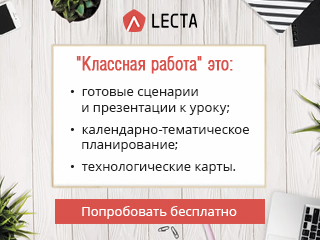 LECTA
"Классная работа" это:
• готовые сценарии
и презентации к уроку;
• календарно-тематическое
планирование;
• технологические карты.
Попробовать бесплатно